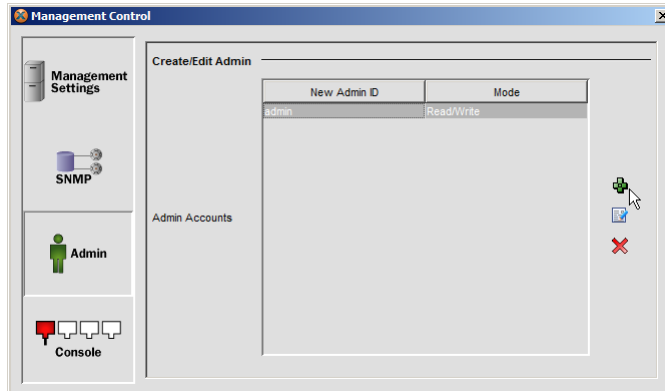 Management Control
Management
Settings
SNMP
Admin
Console
Create/Edit Admin
New Admin ID
Mode
admin
Read/Write
Admin Accounts